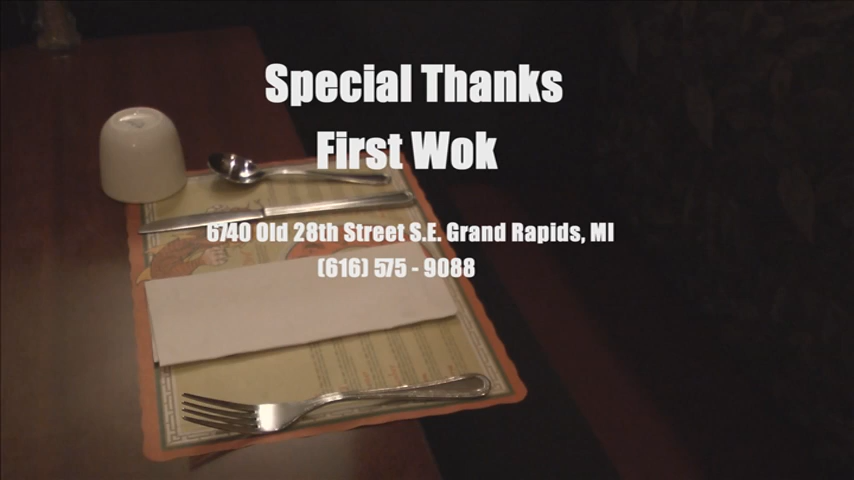 Special Thanks
First Wok
6740 Old 28th Street S.E. Grand Rapids, MI
(616) 575 - 9088